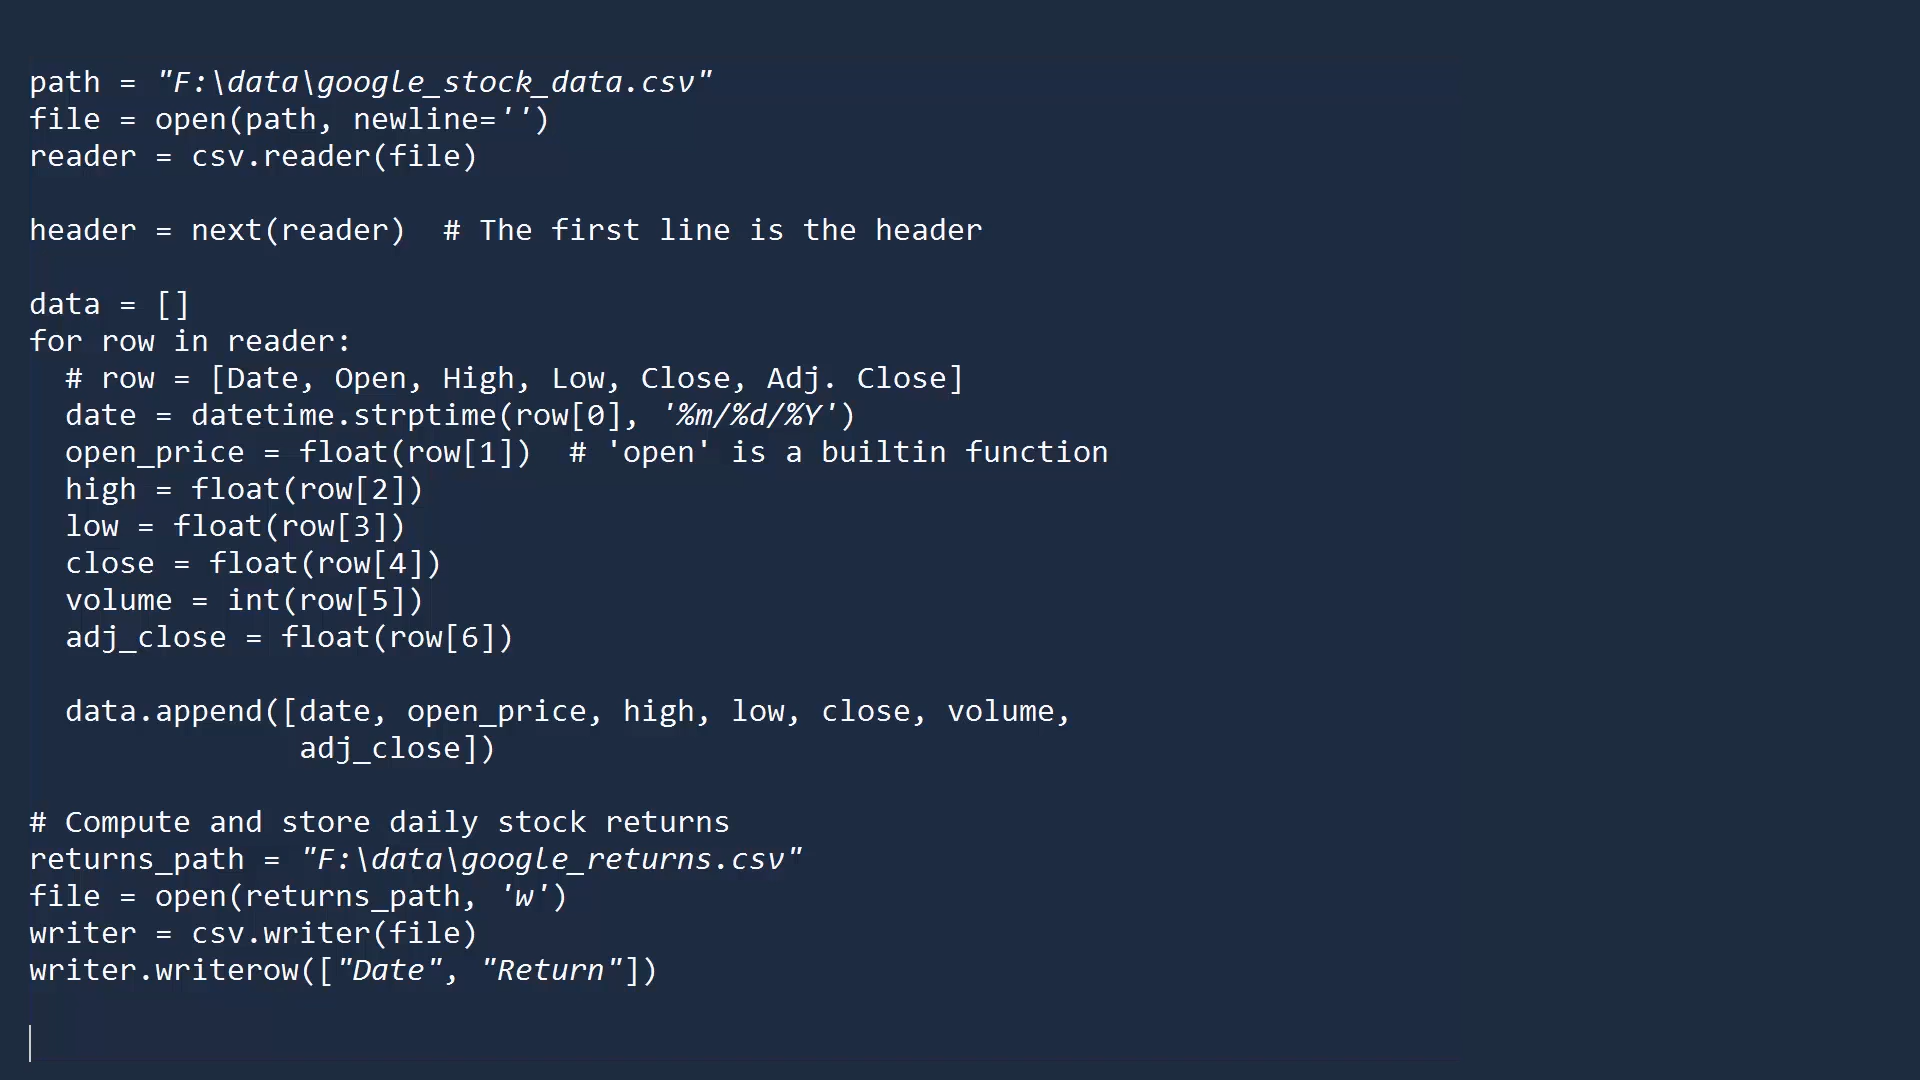 path = "F:\data\google_stock_data.csv"
file = open(path, newline='')
reader = csv.reader(file)

header = next(reader)  # The first line is the header

data = []
for row in reader:
  # row = [Date, Open, High, Low, Close, Adj. Close]
  date = datetime.strptime(row[0], '%m/%d/%Y')
  open_price = float(row[1])  # 'open' is a builtin function
  high = float(row[2])
  low = float(row[3])
  close = float(row[4])
  volume = int(row[5])
  adj_close = float(row[6])

  data.append([date, open_price, high, low, close, volume,
               adj_close])

# Compute and store daily stock returns
returns_path = "F:\data\google_returns.csv"
file = open(returns_path, 'w')
writer = csv.writer(file)
writer.writerow(["Date", "Return"])